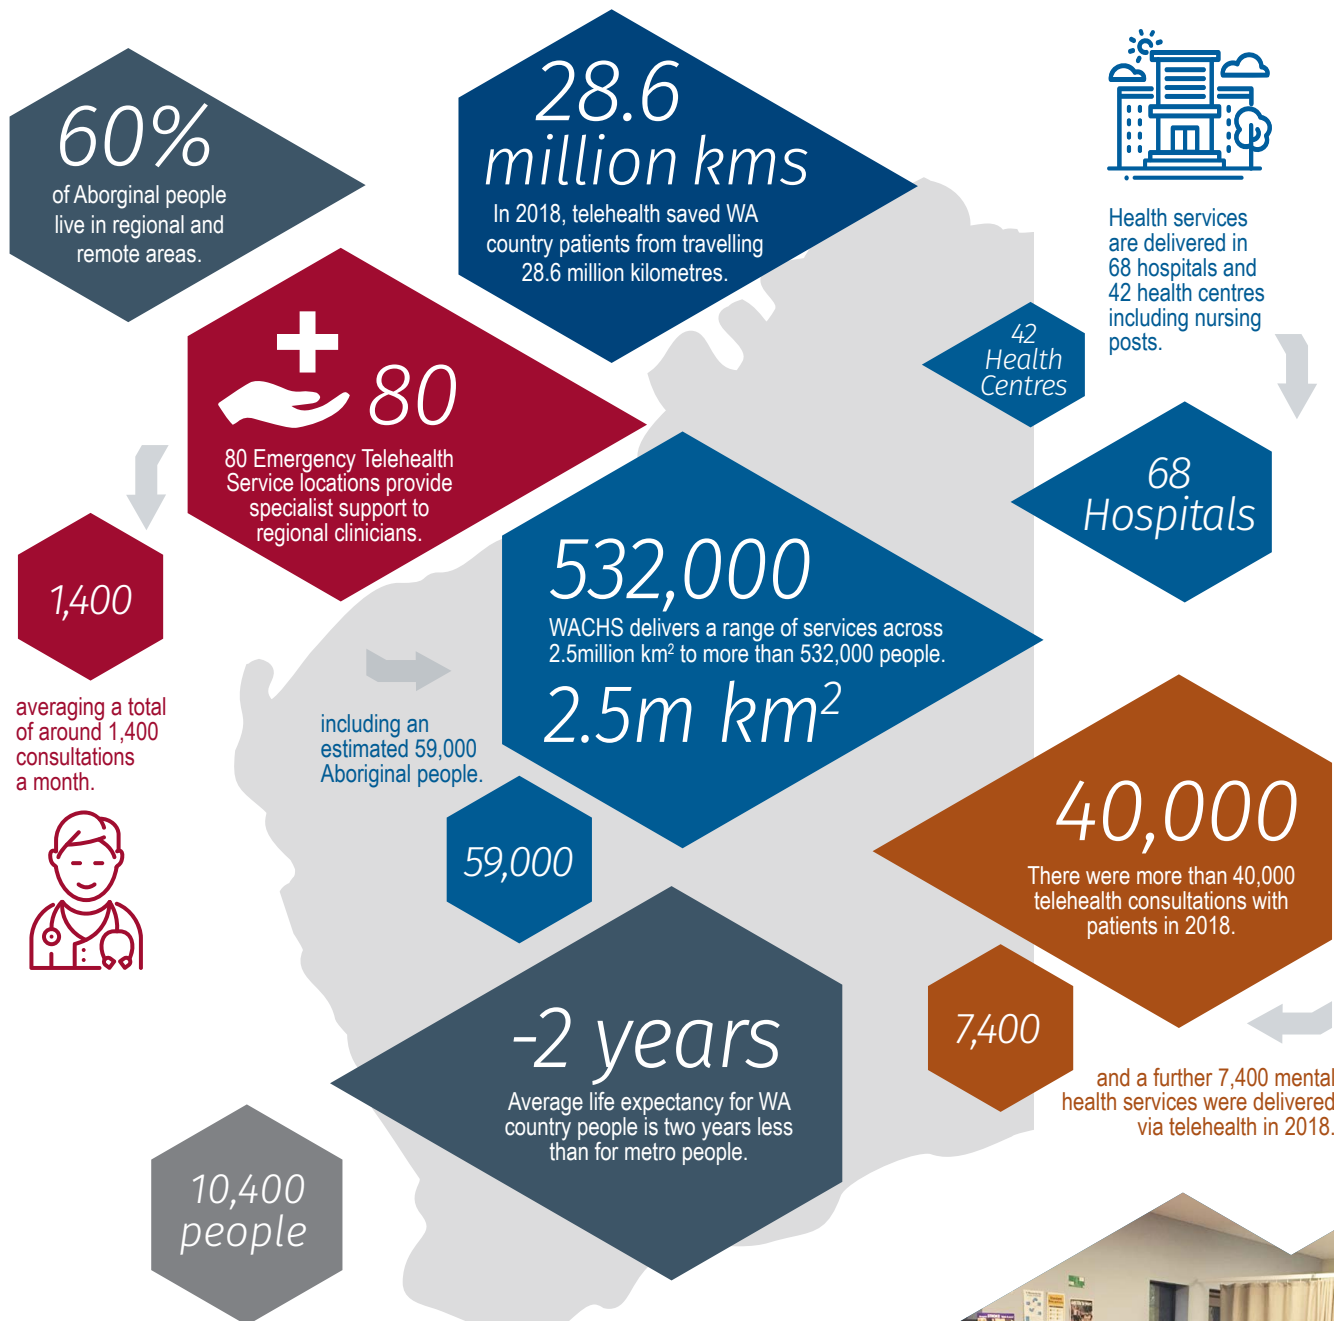 60%
of Aborginal people
live in regional and
remote areas.
28.6
million kms
In 2018, telehealth saved WA
country patients from travelling
28.6 million kilometres.
Health services
are delivered in
68 hospitals and
42 health centres
including nursing
posts.
42
Health
Centres
68
Hospitals
80
80 Emergency Telehealth
Service locations provide
specialist support to
regional clinicians.
1,400
averaging a total
of around 1,400
consultations
a month.
532,000
WACHS delivers a range of services across
2.5million km² to more than 532,000 people.
2.5m km²
including an
estimated 59,000
Aboriginal people.
59,000
40,000
There were more than 40,000
telehealth consultations with
patients in 2018.
7,400
and a further 7,400 mental
health services were delivered
via telehealth in 2018.
-2 years
Average life expectancy for WA
country people is two years less
than for metro people.
10,400
people